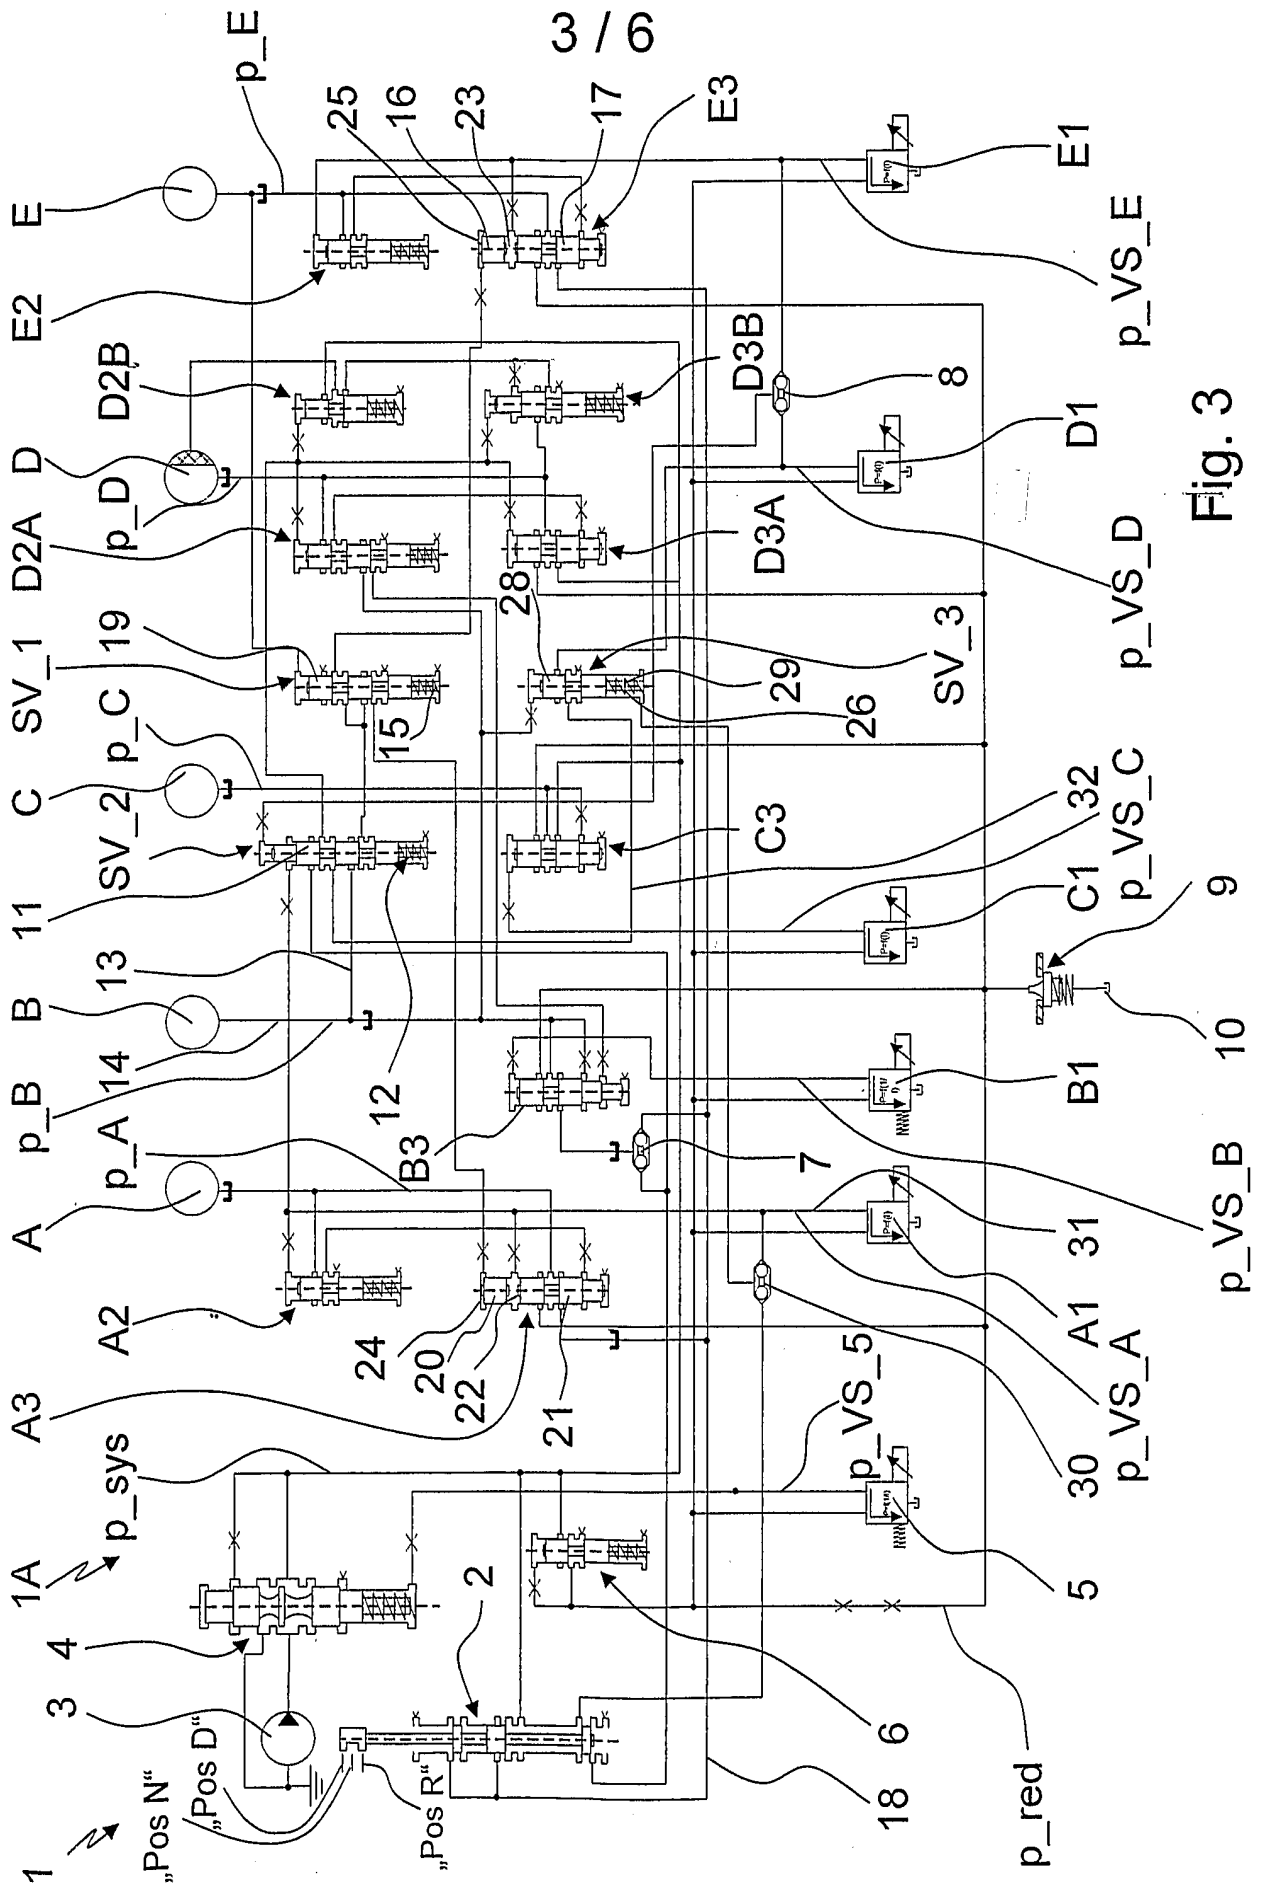 3 / 6
1
1A
3
4
„Pos N“
„Pos D“
„Pos R“
2
6
18
p_red
p_sys
A3
A2
A
p_A
p_B
14
B
13
11
SV_2
C
p_C
SV_1
19
D2A
p_D
D
D2B
E2
E
p_E
25
16
23
17
E3
24
20
22
21
B3
12
15
28
29
26
SV_3
D3A
D3B
C3
7
8
p_VS_5
5
30
p_VS_A
A1
31
p_VS_B
B1
10
9
C1
p_VS_C
32
p_VS_D
D1
p_VS_E
E1
P=f(I)
P=f(I)
P=f(I)
P=f(I)
Fig. 3